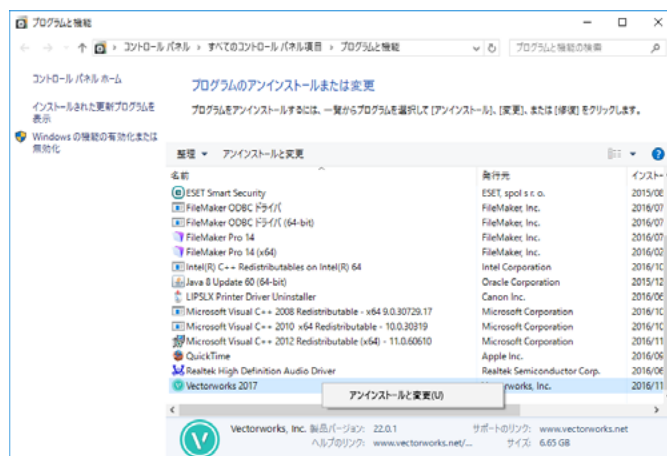 プログラムと機能
コントロール パネル › すべてのコントロール パネル項目 › プログラムと機能
プログラムと機能の検索
コントロール パネル ホーム
インストールされた更新プログラムを
表示
Windows の機能の有効化または
無効化
プログラムのアンインストールまたは変更
プログラムをアンインストールするには、一覧からプログラムを選択して [アンインストール]、[変更]、または [修復] をクリックします。
整理 アンインストールと変更
名前 発行元 インストー
ESET Smart Security ESET, spol s r. o. 2015/08
FileMaker ODBC ドライバ FileMaker, Inc. 2016/07
FileMaker ODBC ドライバ (64-bit) FileMaker, Inc. 2016/07
FileMaker Pro 14 FileMaker, Inc. 2016/07
FileMaker Pro 14 (x64) FileMaker, Inc. 2016/02
Intel(R) C++ Redistributables on Intel(R) 64 Intel Corporation 2016/10
Java 8 Update 60 (64-bit) Oracle Corporation 2015/12
LIPSLX Printer Driver Uninstaller Canon Inc. 2016/06
Microsoft Visual C++ 2008 Redistributable - x64 9.0.30729.17 Microsoft Corporation 2016/10
Microsoft Visual C++ 2010 x64 Redistributable - 10.0.30319 Microsoft Corporation 2016/10
Microsoft Visual C++ 2012 Redistributable (x64) - 11.0.60610 Microsoft Corporation 2016/11
QuickTime Apple Inc. 2016/09
Realtek High Definition Audio Driver Realtek Semiconductor Corp. 2016/06
Vectorworks 2017 works, Inc. 2016/11
アンインストールと変更(U)
Vectorworks, Inc. 製品バージョン: 22.0.1 サポートのリンク: www.vectorworks.net
ヘルプのリンク: www.vectorworks.net/... サイズ: 6.65 GB